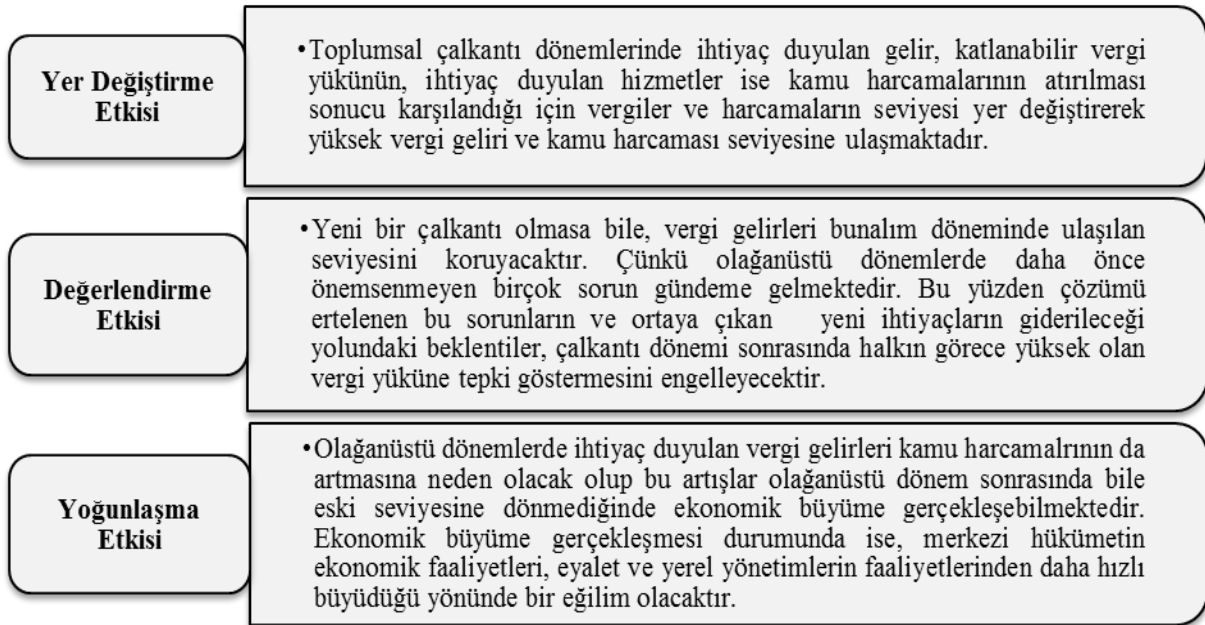 Yer Değiştirme
Etkisi
•Toplumsal çalkantı dönemlerinde ihtiyaç duyulan gelir, katlanabilir vergi
yükünün, ihtiyaç duyulan hizmetler ise kamu harcamalarının atırılması
sonucu karşılandığı için vergiler ve harcamaların seviyesi yer değiştirerek
yüksek vergi geliri ve kamu harcaması seviyesine ulaşmaktadır.
Değerlendirme
Etkisi
•Yeni bir çalkantı olmasa bile, vergi gelirleri bunalım döneminde ulaşılan
seviyesini koruyacaktır. Çünkü olağanüstü dönemlerde daha önce
önemsenmeyen birçok sorun gündeme gelmektedir. Bu yüzden çözümü
ertelenen bu sorunların ve ortaya çıkan yeni ihtiyaçların giderileceği
yolundaki beklentiler, çalkantı dönemi sonrasında halkın görece yüksek olan
vergi yüküne tepki göstermesini engelleyecektir.
Yoğunlaşma
Etkisi
•Olağanüstü dönemlerde ihtiyaç duyulan vergi gelirleri kamu harcamalrının da
artmasına neden olacak olup bu artışlar olağanüstü dönem sonrasında bile
eski seviyesine dönmediğinde ekonomik büyüme gerçekleşebilmektedir.
Ekonomik büyüme gerçekleşmesi durumunda ise, merkezi hükümetin
ekonomik faaliyetleri, eyalet ve yerel yönetimlerin faaliyetlerinden daha hızlı
büyüdüğü yönünde bir eğilim olacaktır.